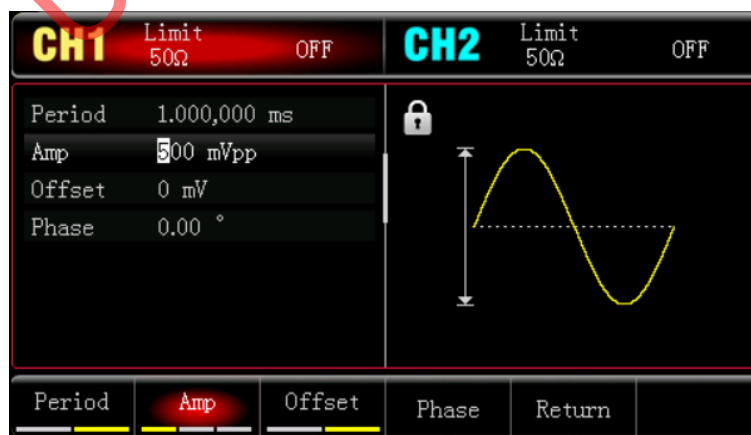 CH1 Limit 50Ω OFF CH2 Limit 50Ω OFF
Period 1.000,000 ms
Amp 500 mVpp
Offset 0 mV
Phase 0.00 °
Period Amp Offset Phase Return